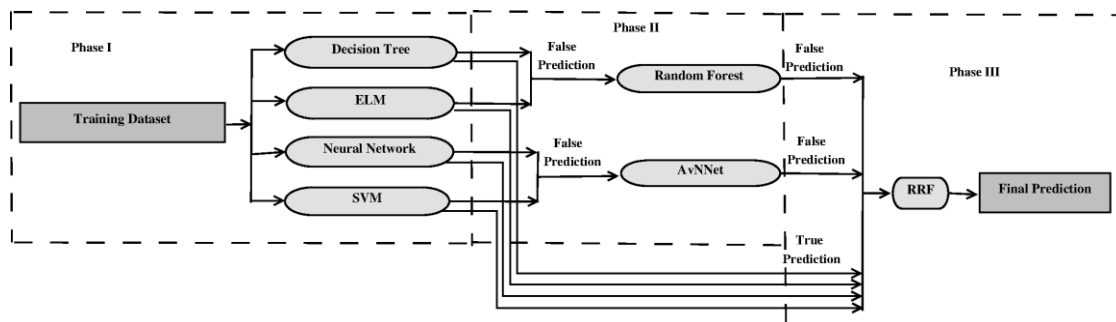 Phase I
Phase II
Phase III
Training Dataset
Decision Tree
ELM
Neural Network
SVM
False
Prediction
False
Prediction
Random Forest
AvNNet
False
Prediction
False
Prediction
True
Prediction
RRF
Final Prediction